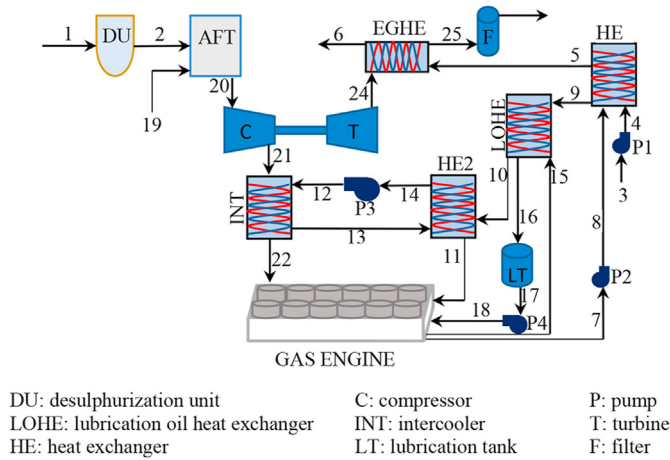 1
DU
2
AFT
19
20
C
T
24
6
EGHE
25
F
5
HE
9
4
P1
3
21
INT
12
P3
14
HE2
13
22
11
LOHE
10
15
16
LT
17
18
P4
8
P2
7
GAS ENGINE
DU: desulphurization unit
LOHE: lubrication oil heat exchanger
HE: heat exchanger
C: compressor
INT: intercooler
LT: lubrication tank
P: pump
T: turbine
F: filter